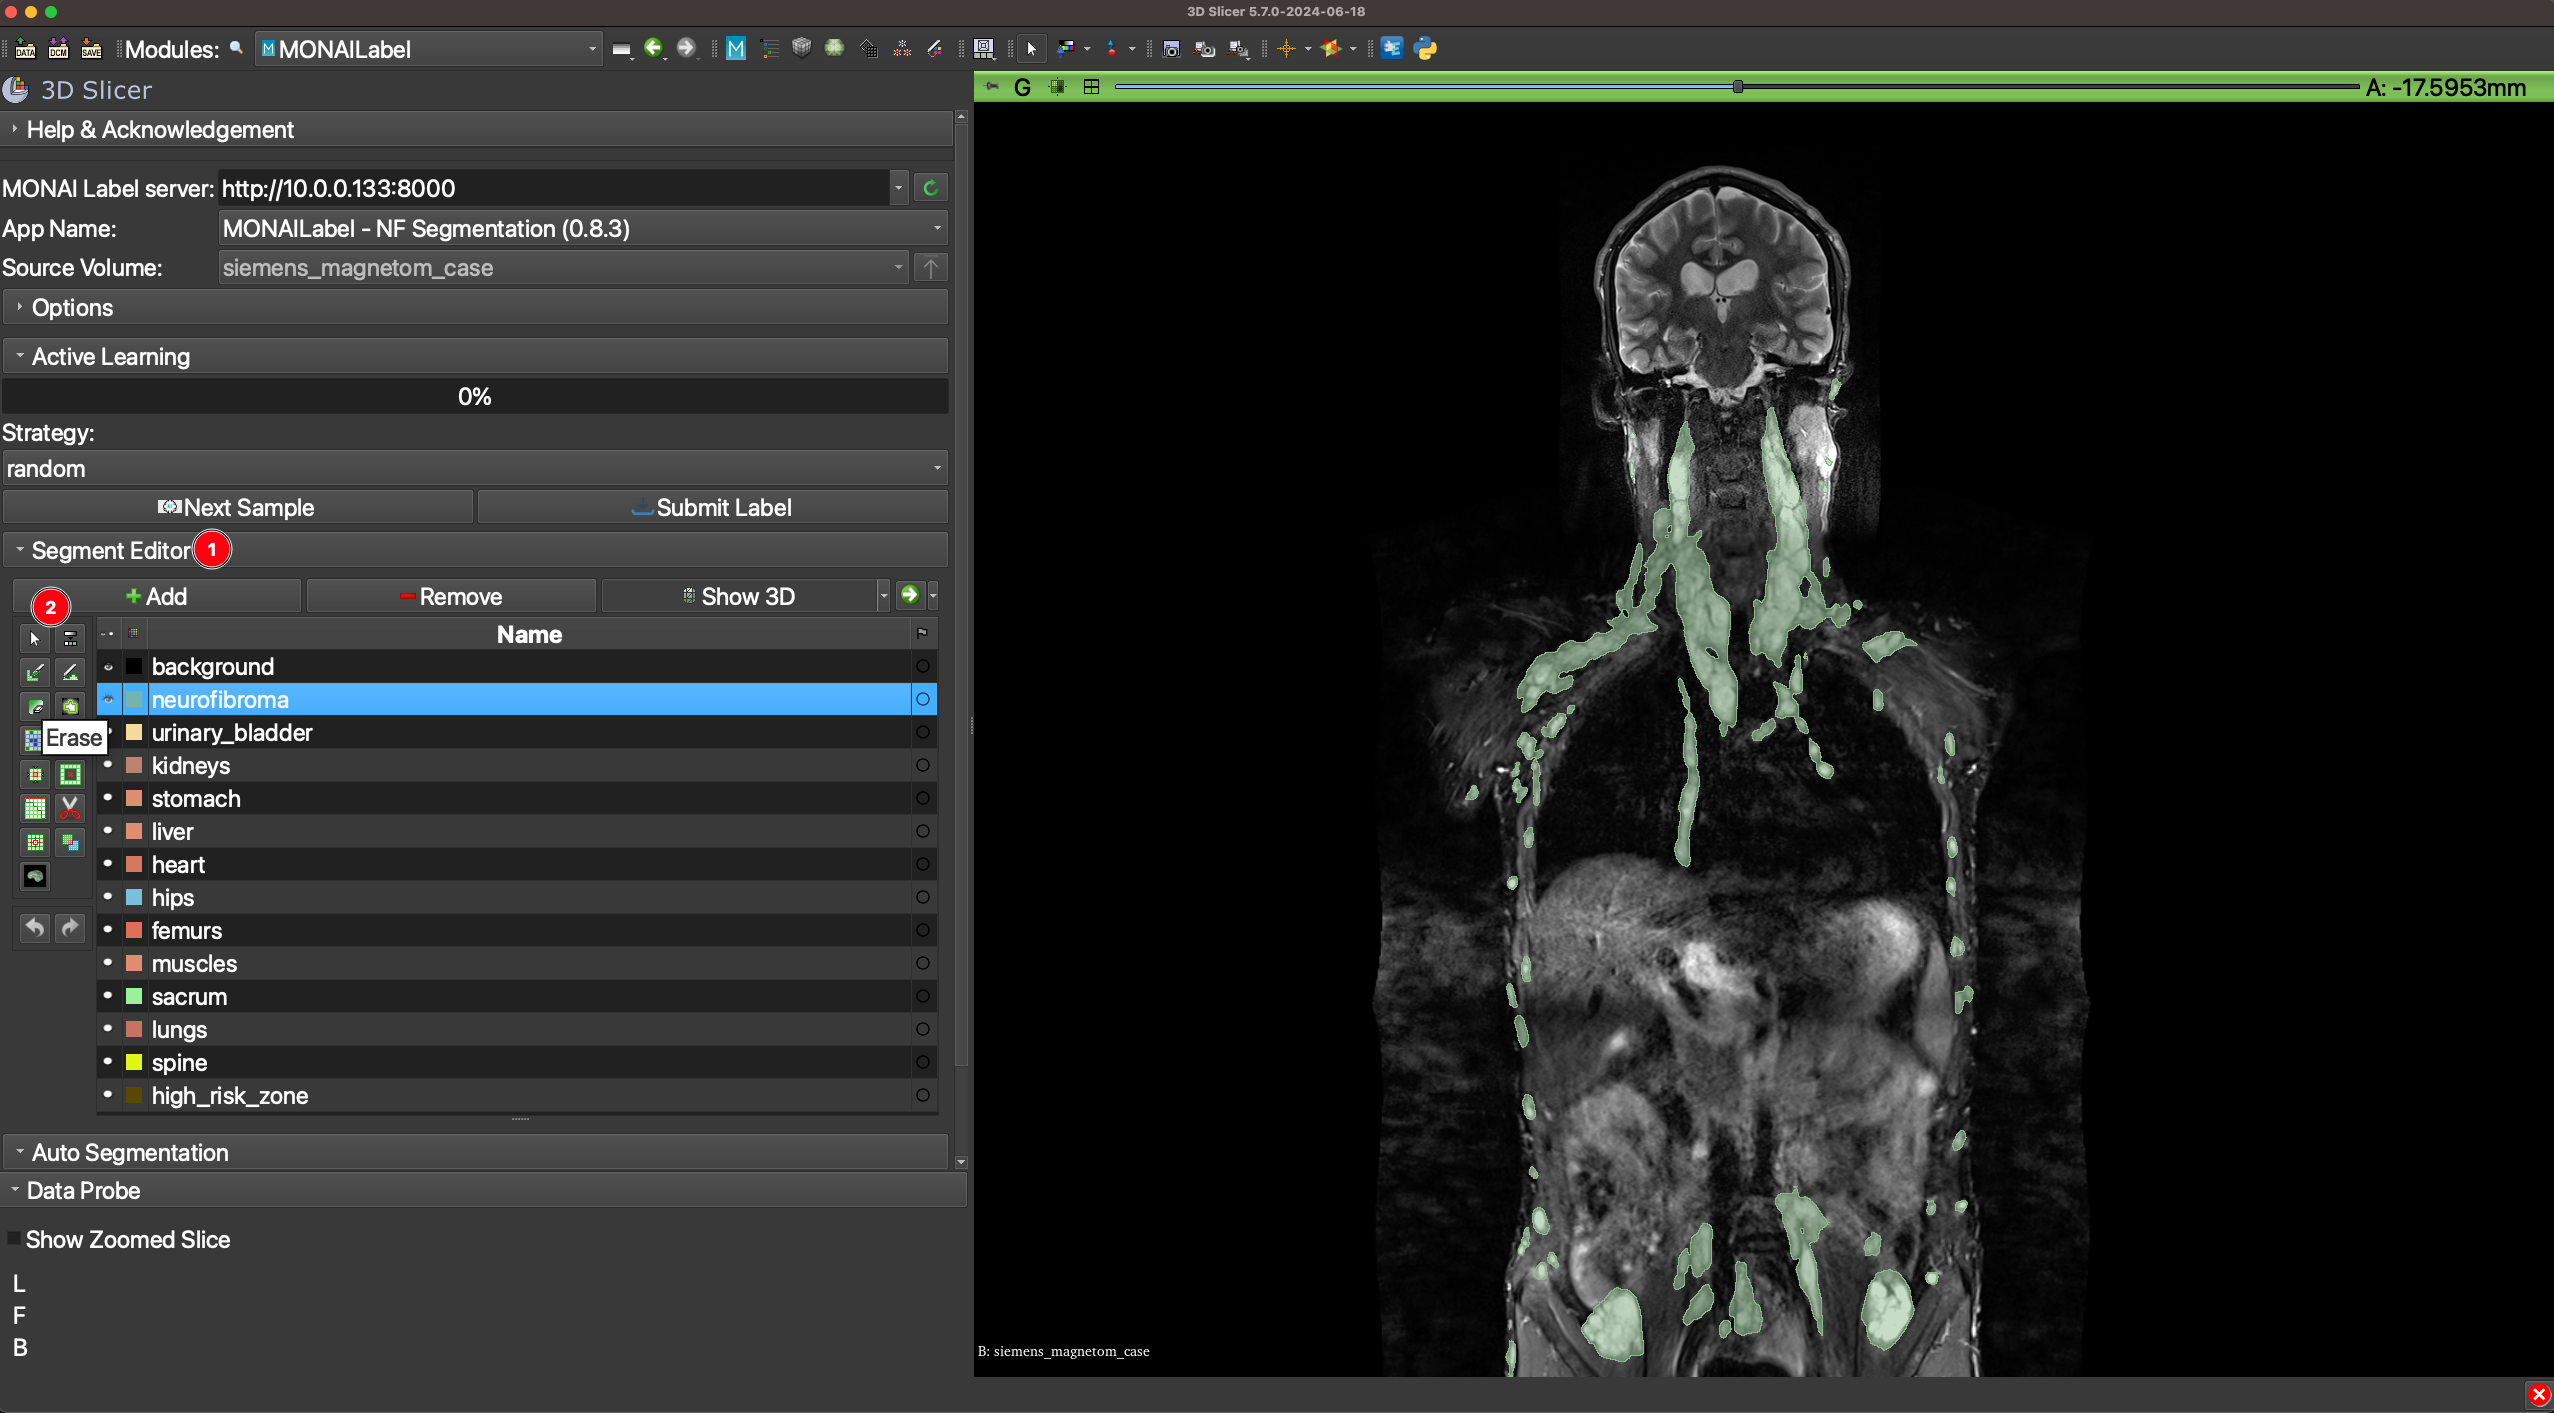 3D Slicer 5.7.0-2024-06-18
DATA DCM SAVE Modules: M MONAILabel M
3D Slicer
G A: -17.5953mm
Help & Acknowledgement
MONAI Label server: http://10.0.0.133:8000
App Name: MONAILabel - NF Segmentation (0.8.3)
Source Volume: siemens_magnetom_case
Options
Active Learning
0%
Strategy:
random
Next Sample Submit Label
Segment Editor 1
2 Add Remove Show 3D
Name
background
neurofibroma
Erase urinary_bladder
kidneys
stomach
liver
heart
hips
femurs
muscles
sacrum
lungs
spine
high_risk_zone
Auto Segmentation
Data Probe
Show Zoomed Slice
L
F
B
B: siemens_magnetom_case